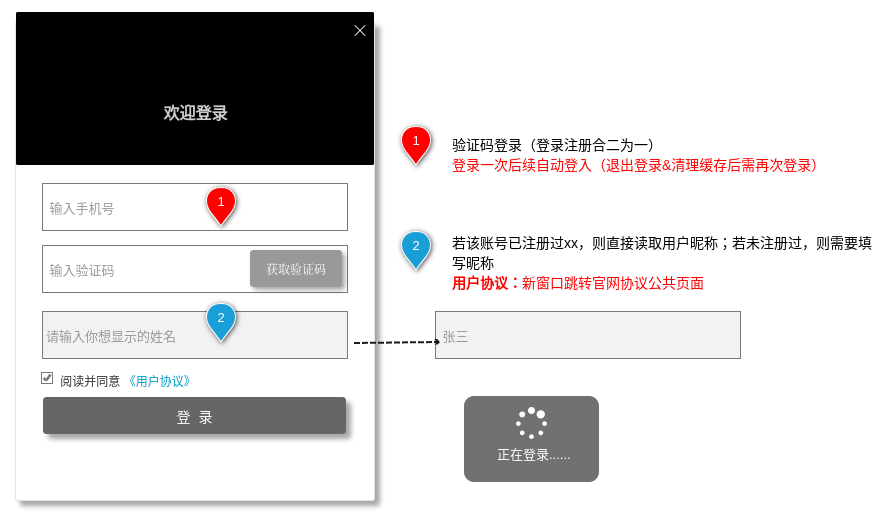 欢迎登录
1
验证码登录（登录注册合二为一）
登录一次后续自动登入（退出登录&清理缓存后需再次登录）
输入手机号
1
2
若该账号已注册过xx，则直接读取用户昵称；若未注册过，则需要填
写昵称
用户协议：新窗口跳转官网协议公共页面
输入验证码
获取验证码
请输入你想显示的姓名
2
张三
阅读并同意 《用户协议》
登 录
正在登录......